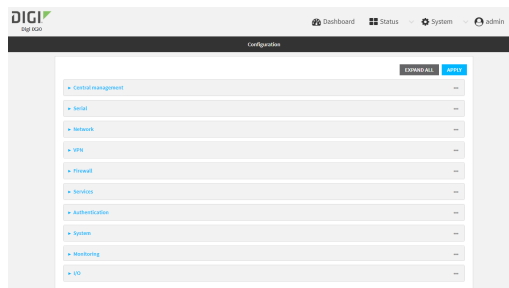 DIGI
Digi IX20
Dashboard Status System admin
Configuration
EXPAND ALL APPLY
Central management
Serial
Network
VPN
Firewall
Services
Authentication
System
Monitoring
I/O